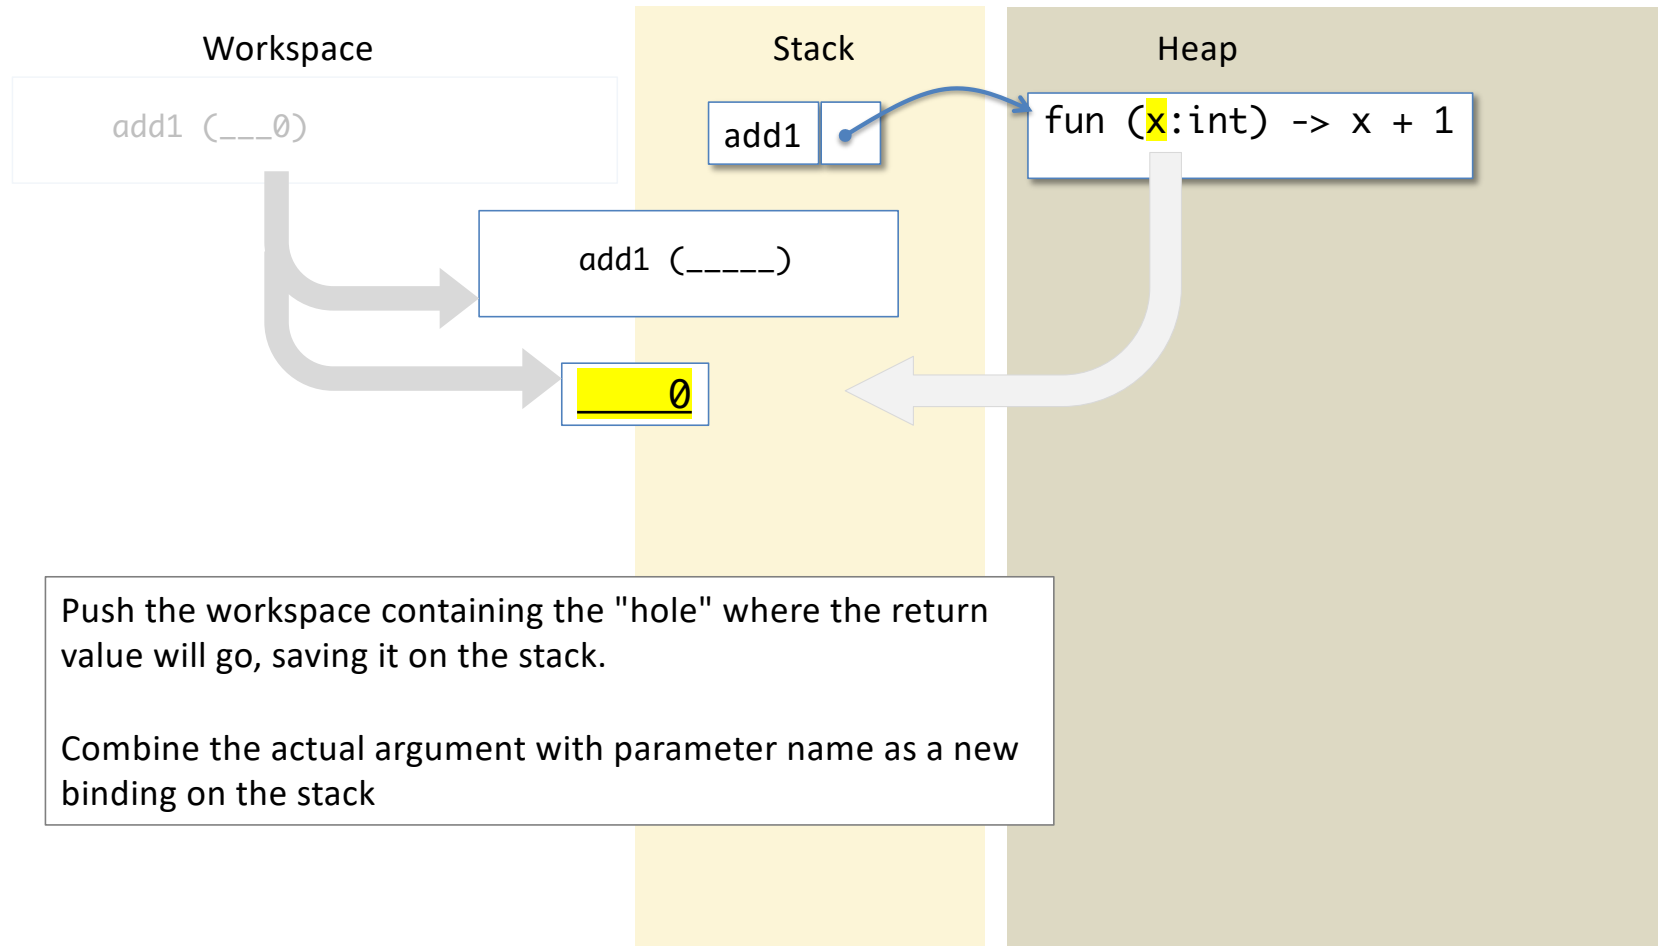 Workspace
Stack
Heap
add1 (___0)
add1
fun (x:int) -> x + 1
add1 (_____)
0
Push the workspace containing the "hole" where the return
value will go, saving it on the stack.
Combine the actual argument with parameter name as a new
binding on the stack